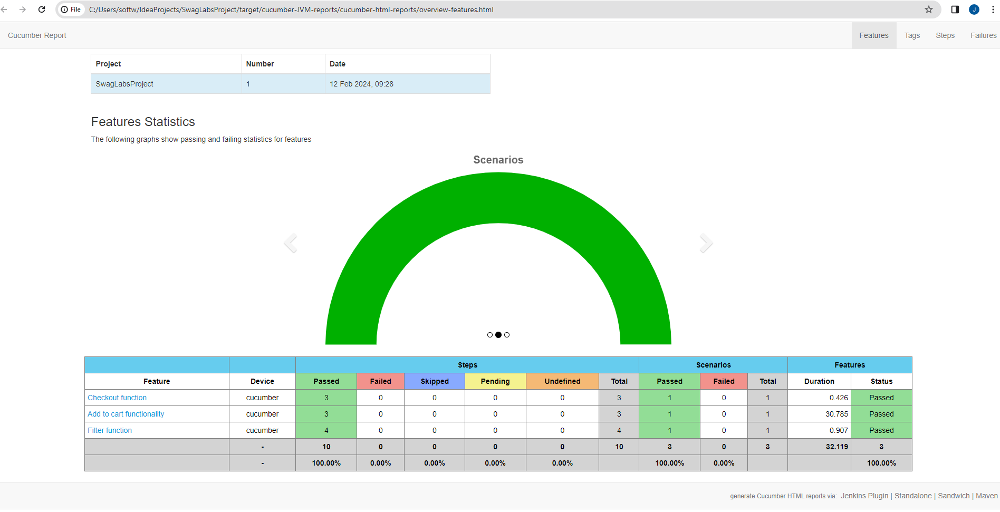 File C:/Users/softw/IdeaProjects/SwagLabsProject/target/cucumber-JVM-reports/cucumber-html-reports/overview-features.html J
Cucumber Report Features Tags Steps Failures
Project Number Date
SwagLabsProject 1 12 Feb 2024, 09:28
Features Statistics
The following graphs show passing and failing statistics for features
Scenarios
Steps Scenarios Features
Feature Device Passed Failed Skipped Pending Undefined Total Passed Failed Total Duration Status
Checkout function cucumber 3 0 0 0 0 3 1 0 1 0.426 Passed
Add to cart functionality cucumber 3 0 0 0 0 3 1 0 1 30.785 Passed
Filter function cucumber 4 0 0 0 0 4 1 0 1 0.907 Passed
- 10 0 0 0 0 10 3 0 3 32.119 3
- 100.00% 0.00% 0.00% 0.00% 0.00% 100.00% 0.00% 100.00%
generate Cucumber HTML reports via: Jenkins Plugin | Standalone | Sandwich | Maven